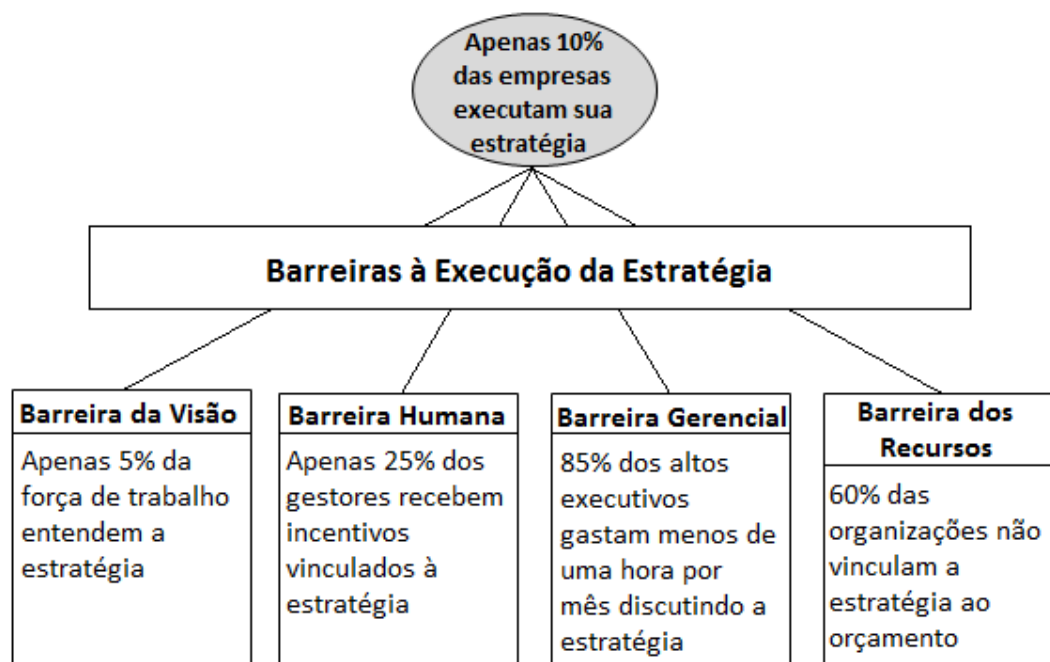 Apenas 10%
das empresas
executam sua
estratégia
Barreiras à Execução da Estratégia
Barreira da Visão
Apenas 5% da
força de trabalho
entendem a
estratégia
Barreira Humana
Apenas 25% dos
gestores recebem
incentivos
vinculados à
estratégia
Barreira Gerencial
85% dos altos
executivos
gastam menos de
uma hora por
mês discutindo a
estratégia
Barreira dos
Recursos
60% das
organizações não
vinculam a
estratégia ao
orçamento